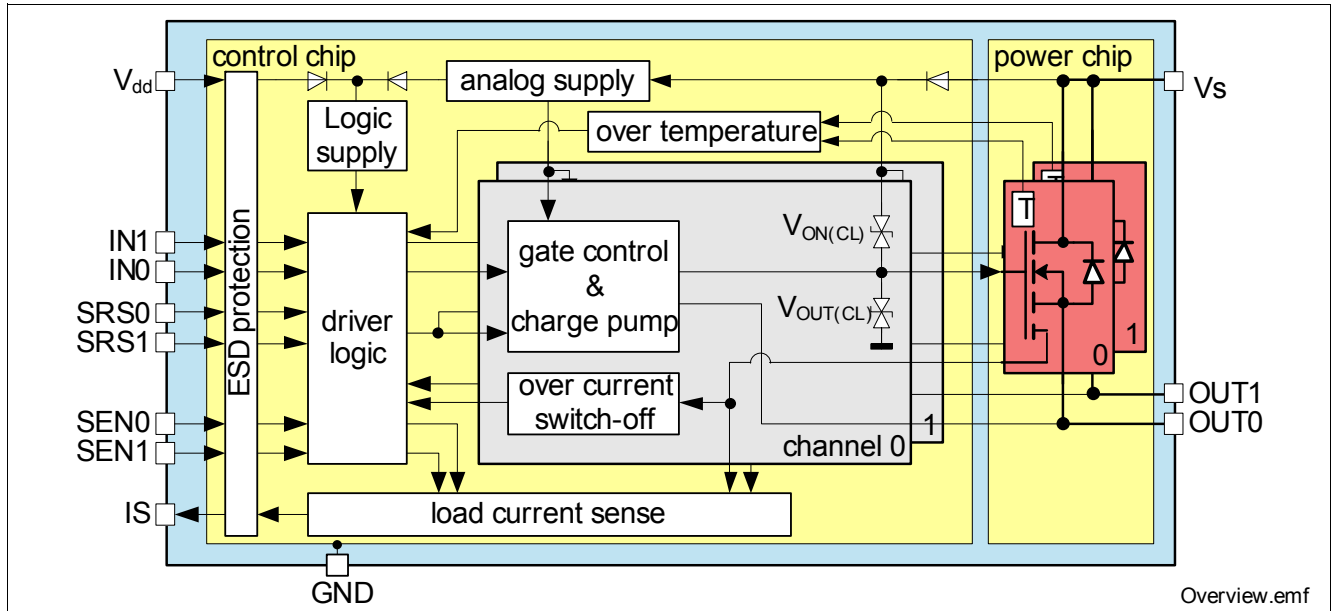 control chip
power chip
Vdd
Vs
analog supply
Logic
supply
over temperature
ESD protection
IN1
IN0
SRS0
SRS1
SEN0
SEN1
IS
driver
logic
gate control
&
charge pump
VON(CL)
VOUT(CL)
T
T
0
1
over current
switch-off
channel 0
1
OUT1
OUT0
load current sense
GND
Overview.emf